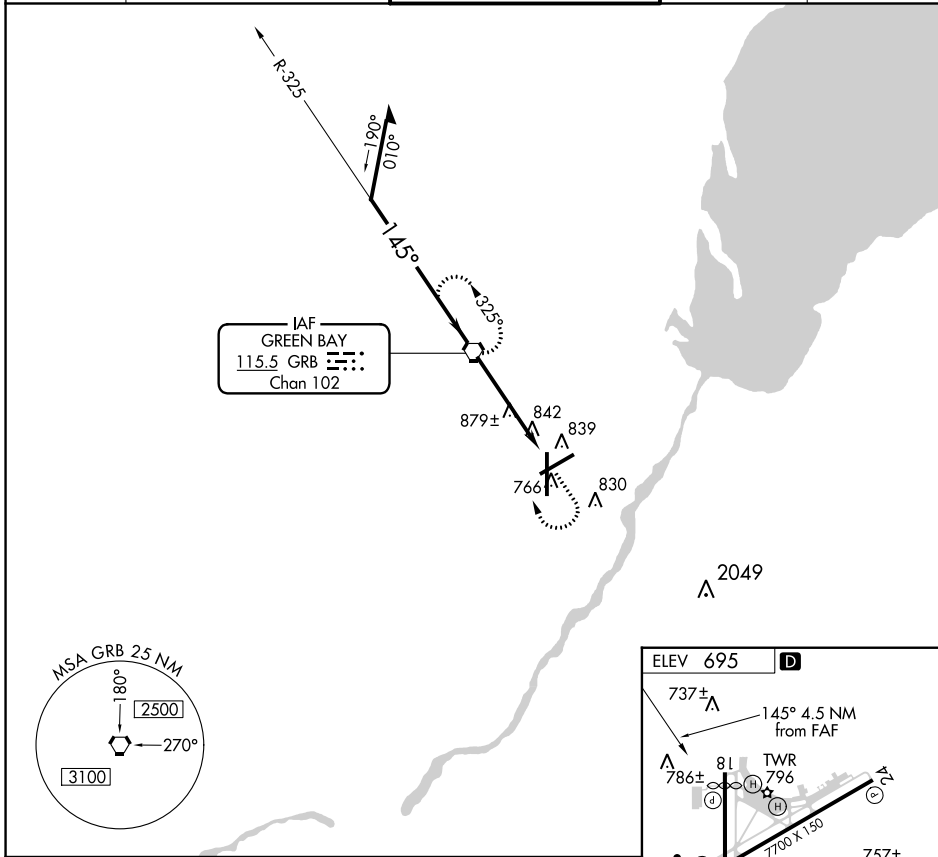 R-325
190°
010°
145°
325°
IAF
GREEN BAY
115.5 GRB
Chan 102
879±
842
839
766
830
2049
MSA GRB 25 NM
180°
2500
270°
3100
ELEV 695 D
737±
145° 4.5 NM
from FAF
786±
18
TWR
796
H
H
P
24
P
7700 X 150
757±